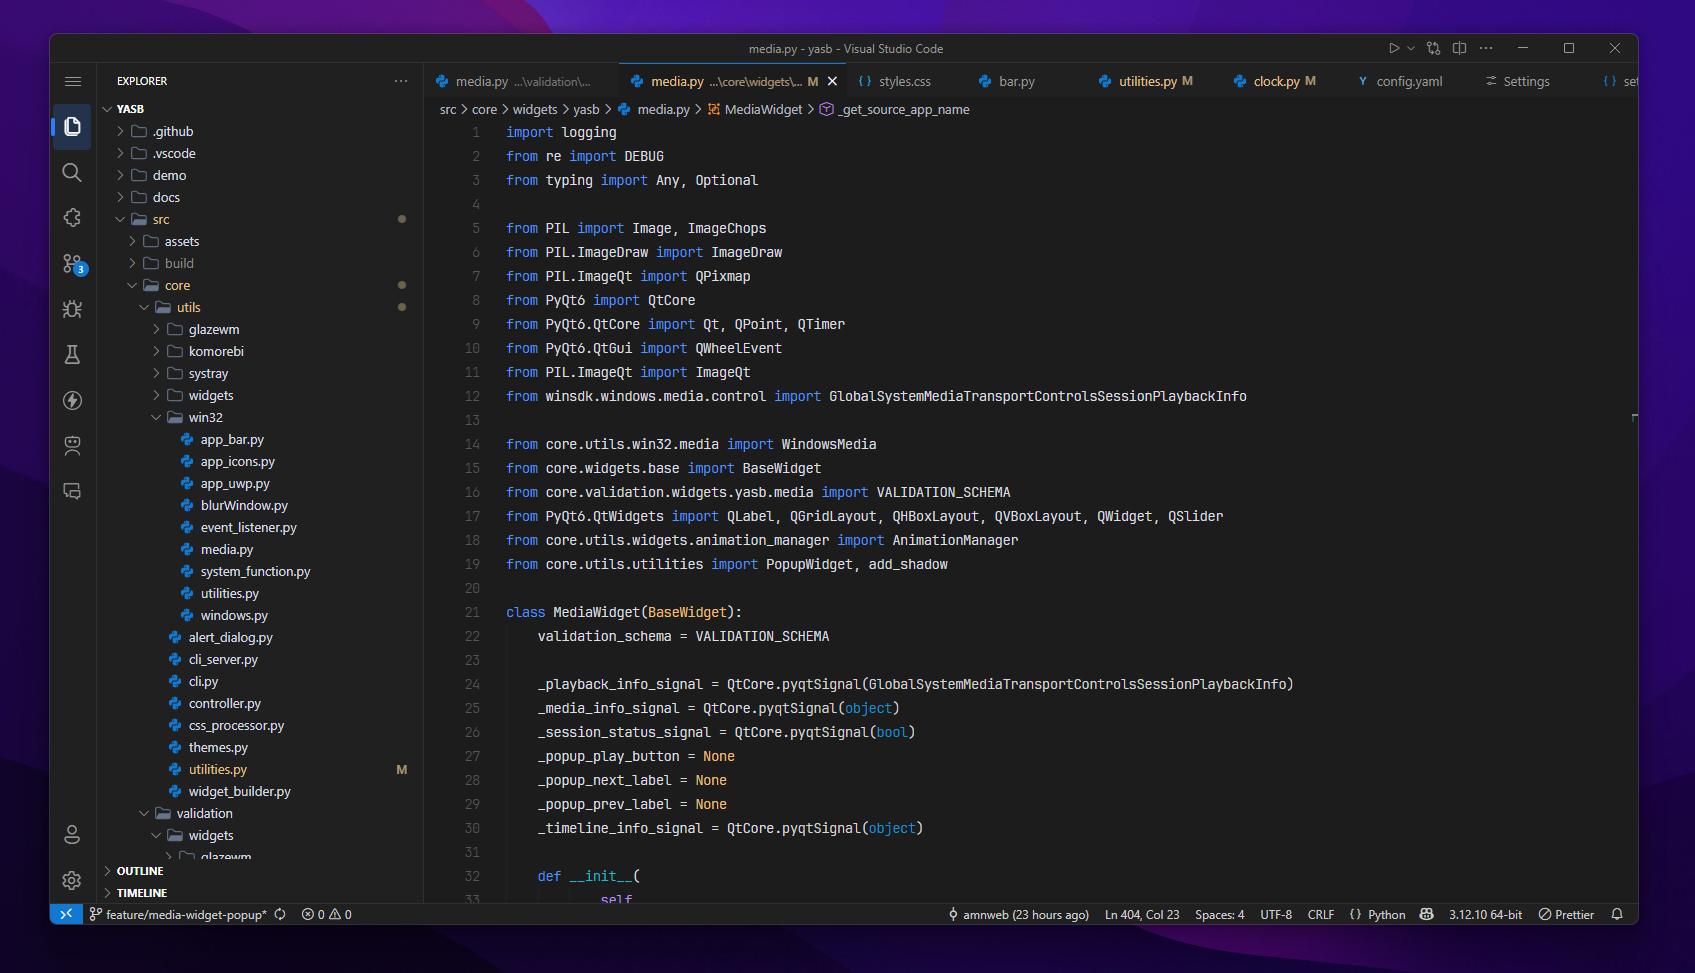 media.py - yasb - Visual Studio Code
EXPLORER
YASB
.github
.vscode
demo
docs
src
assets
build
core
utils
glazewm
komorebi
systray
widgets
win32
app_bar.py
app_icons.py
app_uwp.py
blurWindow.py
event_listener.py
media.py
system_function.py
utilities.py
windows.py
alert_dialog.py
cli_server.py
cli.py
controller.py
css_processor.py
themes.py
utilities.py M
widget_builder.py
validation
widgets
glazewm
OUTLINE
TIMELINE
3
media.py ...\validation\... media.py ...\core\widgets\... M { } styles.css bar.py utilities.py M clock.py M Y config.yaml Settings { } set
src > core > widgets > yasb > media.py > MediaWidget > _get_source_app_name
1 import logging
2 from re import DEBUG
3 from typing import Any, Optional
4
5 from PIL import Image, ImageChops
6 from PIL.ImageDraw import ImageDraw
7 from PIL.ImageQt import QPixmap
8 from PyQt6 import QtCore
9 from PyQt6.QtCore import Qt, QPoint, QTimer
10 from PyQt6.QtGui import QWheelEvent
11 from PIL.ImageQt import ImageQt
12 from winsdk.windows.media.control import GlobalSystemMediaTransportControlsSessionPlaybackInfo
13
14 from core.utils.win32.media import WindowsMedia
15 from core.widgets.base import BaseWidget
16 from core.validation.widgets.yasb.media import VALIDATION_SCHEMA
17 from PyQt6.QtWidgets import QLabel, QGridLayout, QHBoxLayout, QVBoxLayout, QWidget, QSlider
18 from core.utils.widgets.animation_manager import AnimationManager
19 from core.utils.utilities import PopupWidget, add_shadow
20
21 class MediaWidget(BaseWidget):
22 validation_schema = VALIDATION_SCHEMA
23
24 _playback_info_signal = QtCore.pyqtSignal(GlobalSystemMediaTransportControlsSessionPlaybackInfo)
25 _media_info_signal = QtCore.pyqtSignal(object)
26 _session_status_signal = QtCore.pyqtSignal(bool)
27 _popup_play_button = None
28 _popup_next_label = None
29 _popup_prev_label = None
30 _timeline_info_signal = QtCore.pyqtSignal(object)
31
32 def __init__(
33 self
feature/media-widget-popup* 0 0 amnweb (23 hours ago) Ln 404, Col 23 Spaces: 4 UTF-8 CRLF { } Python 3.12.10 64-bit Prettier